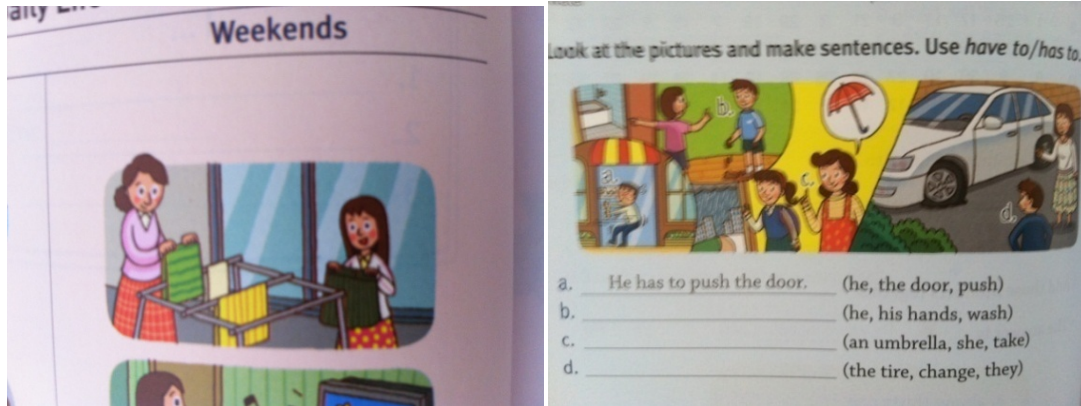 Weekends
Look at the pictures and make sentences. Use have to/has to.
b.
a.
c.
d.
a. He has to push the door. (he, the door, push)
b. (he, his hands, wash)
c. (an umbrella, she, take)
d. (the tire, change, they)